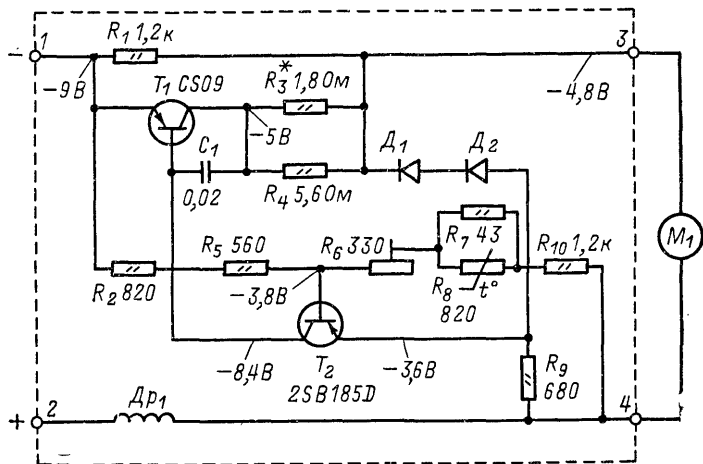 1 R1 1,2к 3
−
−9В T1 CS09 R3* 1,8Ом −4,8В
−5В
C1 Д1 Д2
0,02 R4 5,6Ом
M1
R7 43
R5 560 R6 330 R10 1,2к
R2 820 −3,8В R8 t° 820
−8,4В T2 −3,6В
2SB185D R9 680
+ 2 Др1 4